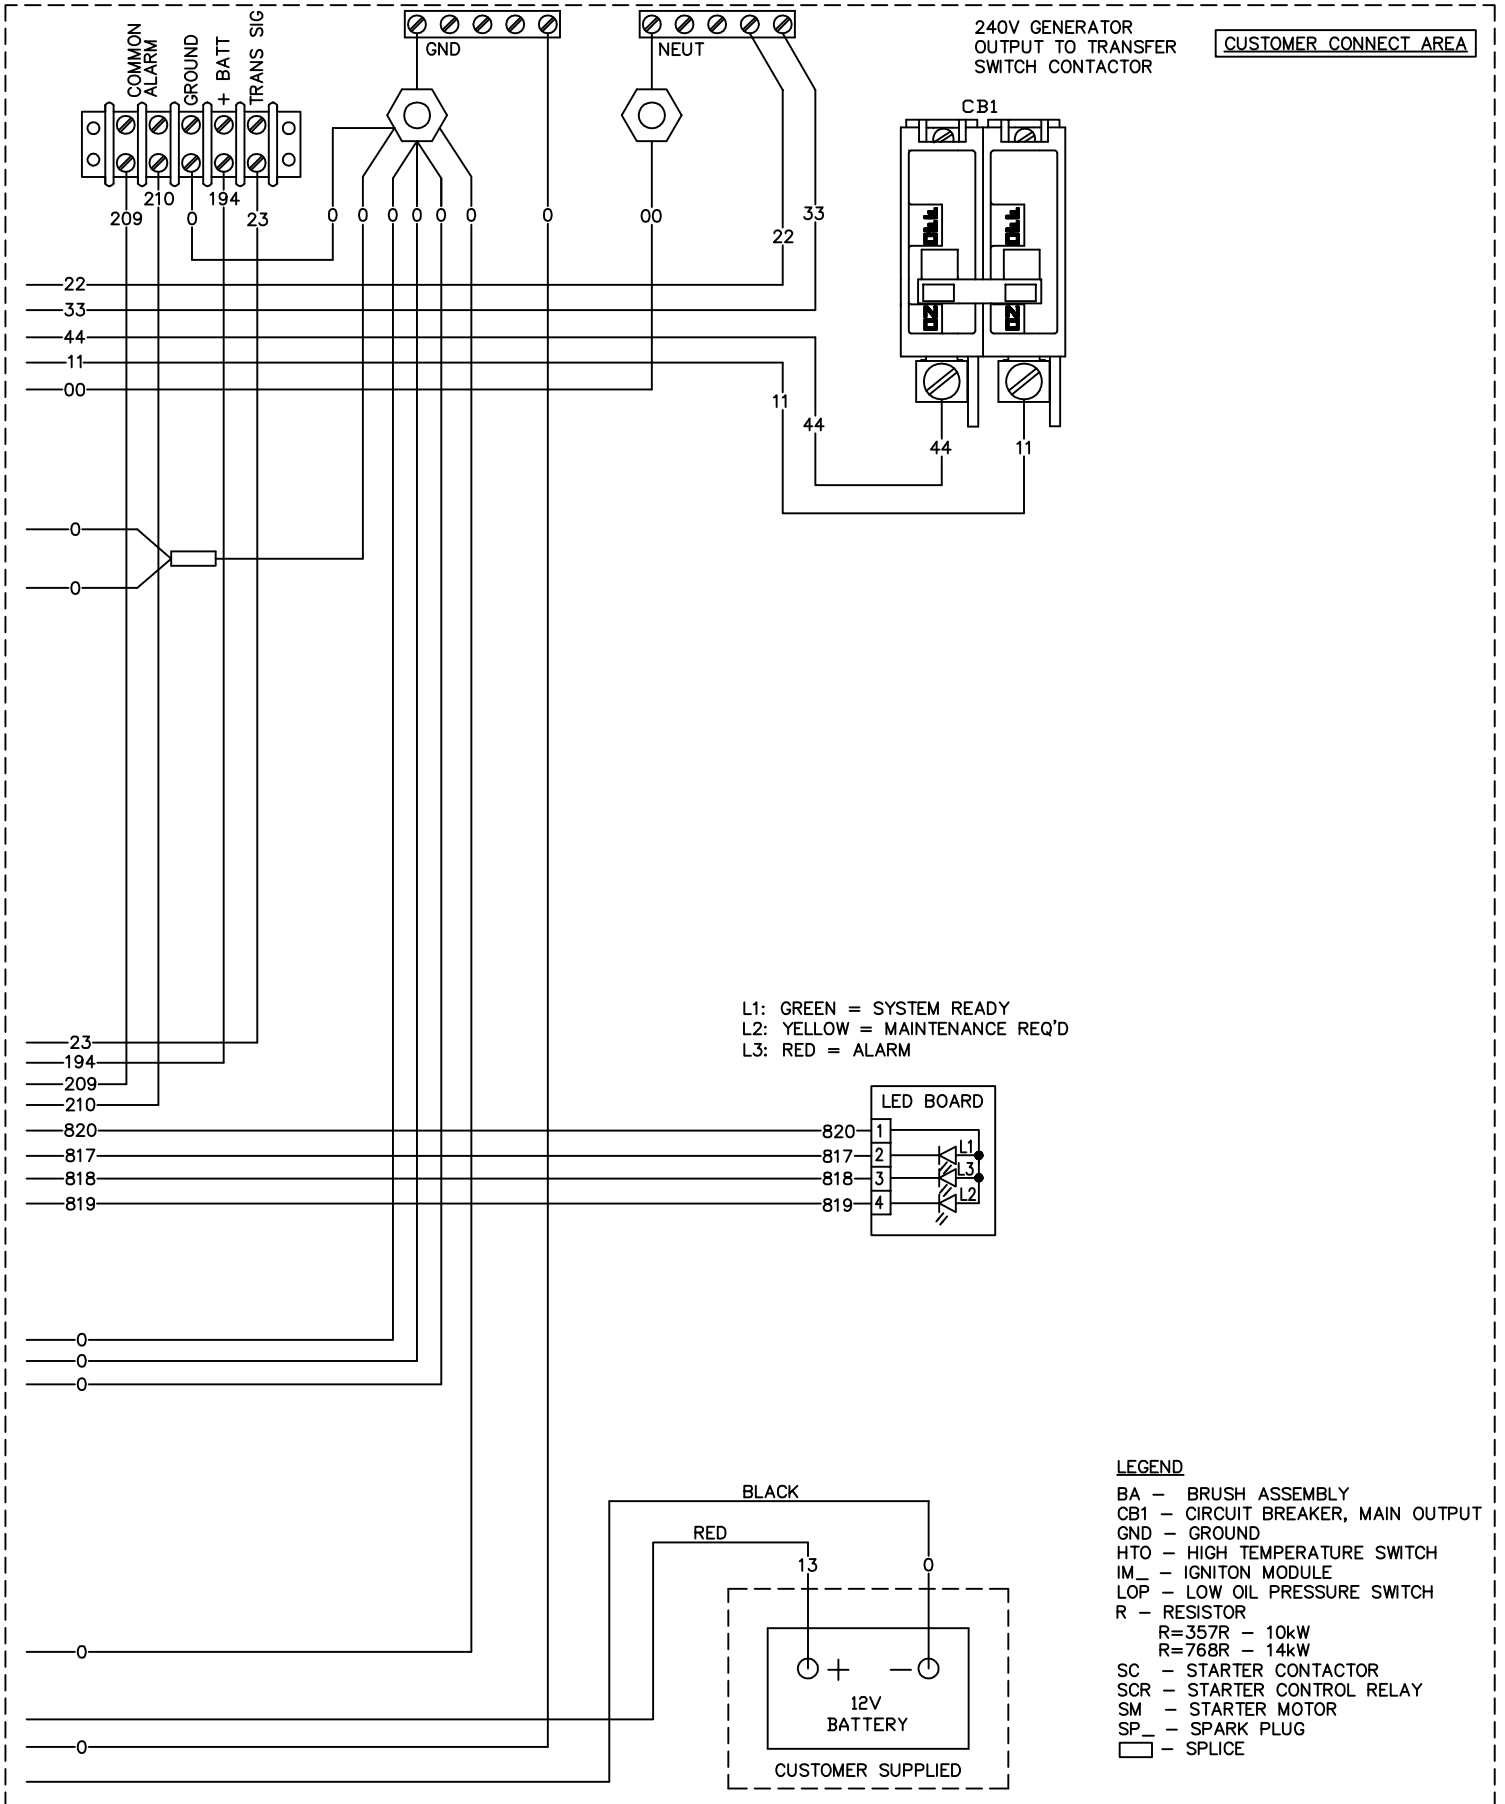 COMMON
ALARM
GROUND
+ BATT
TRANS SIG
GND
NEUT
240V GENERATOR
OUTPUT TO TRANSFER
SWITCH CONTACTOR
CUSTOMER CONNECT AREA
CB1
209
210
0
194
23
0
0
0
0
0
0
0
00
22
33
OFF
OFF
ON
ON
22
33
44
11
00
11
44
44
11
0
0
L1: GREEN = SYSTEM READY
L2: YELLOW = MAINTENANCE REQ'D
L3: RED = ALARM
23
194
209
210
820
817
818
819
LED BOARD
820
1
817
2
L1
818
3
L3
819
4
L2
0
0
0
BLACK
RED
13
0
+
−
12V
BATTERY
CUSTOMER SUPPLIED
0
0
LEGEND
BA − BRUSH ASSEMBLY
CB1 − CIRCUIT BREAKER, MAIN OUTPUT
GND − GROUND
HTO − HIGH TEMPERATURE SWITCH
IM_ − IGNITON MODULE
LOP − LOW OIL PRESSURE SWITCH
R − RESISTOR
R=357R − 10kW
R=768R − 14kW
SC − STARTER CONTACTOR
SCR − STARTER CONTROL RELAY
SM − STARTER MOTOR
SP_ − SPARK PLUG
− SPLICE